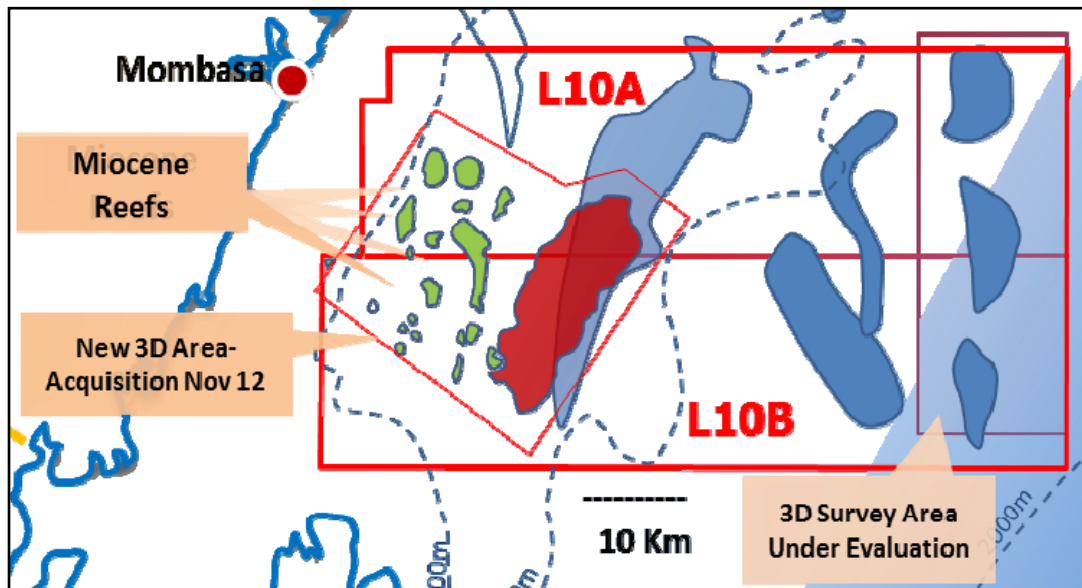 Mombasa
L10A
Miocene
Reefs
New 3D Area-
Acquisition Nov 12
L10B
10 Km
3D Survey Area
Under Evaluation
2000m